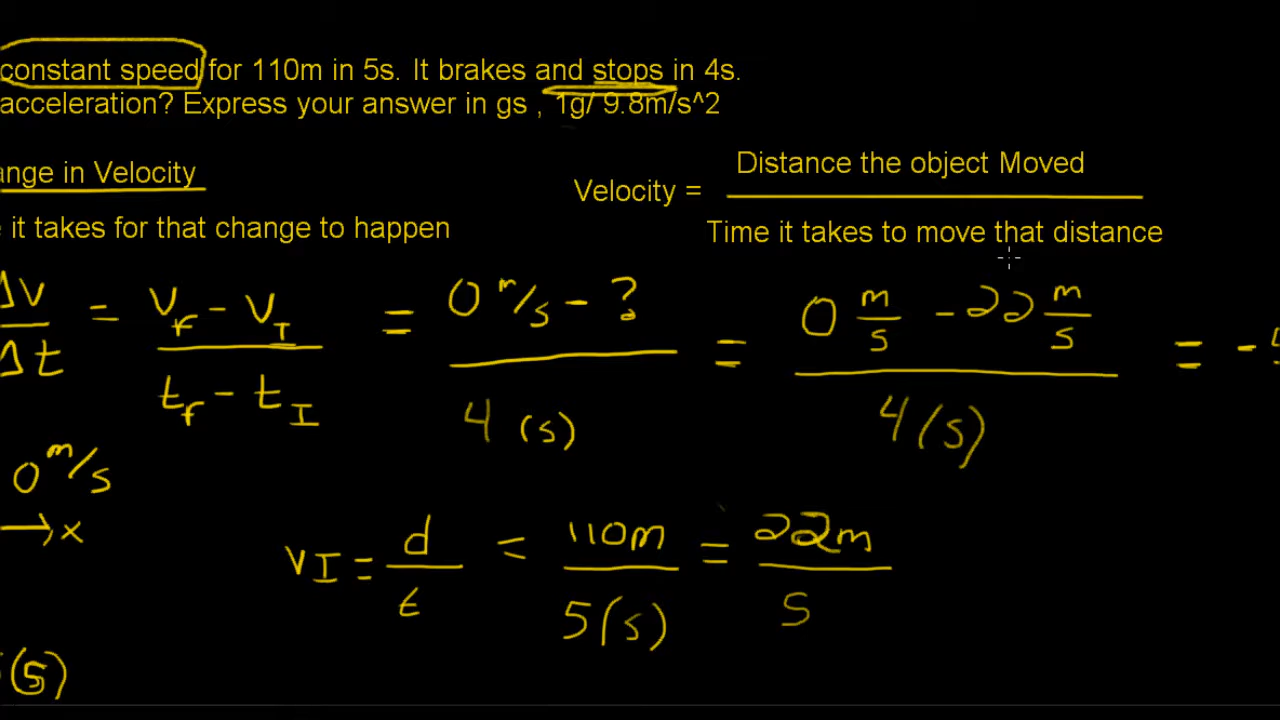 constant speed for 110m in 5s. It brakes and stops in 4s.
acceleration? Express your answer in gs , 1g/ 9.8m/s^2
ange in Velocity
e it takes for that change to happen
Velocity = Distance the object Moved
Time it takes to move that distance
ΔV / Δt = VF - VI / tF - tI = 0 m/s - ? / 4 (s) = 0 m/s - 22 m/s / 4 (s) = -
0 m/s
→ x
VI = d / t = 110m / 5(s) = 22m / S
(5)